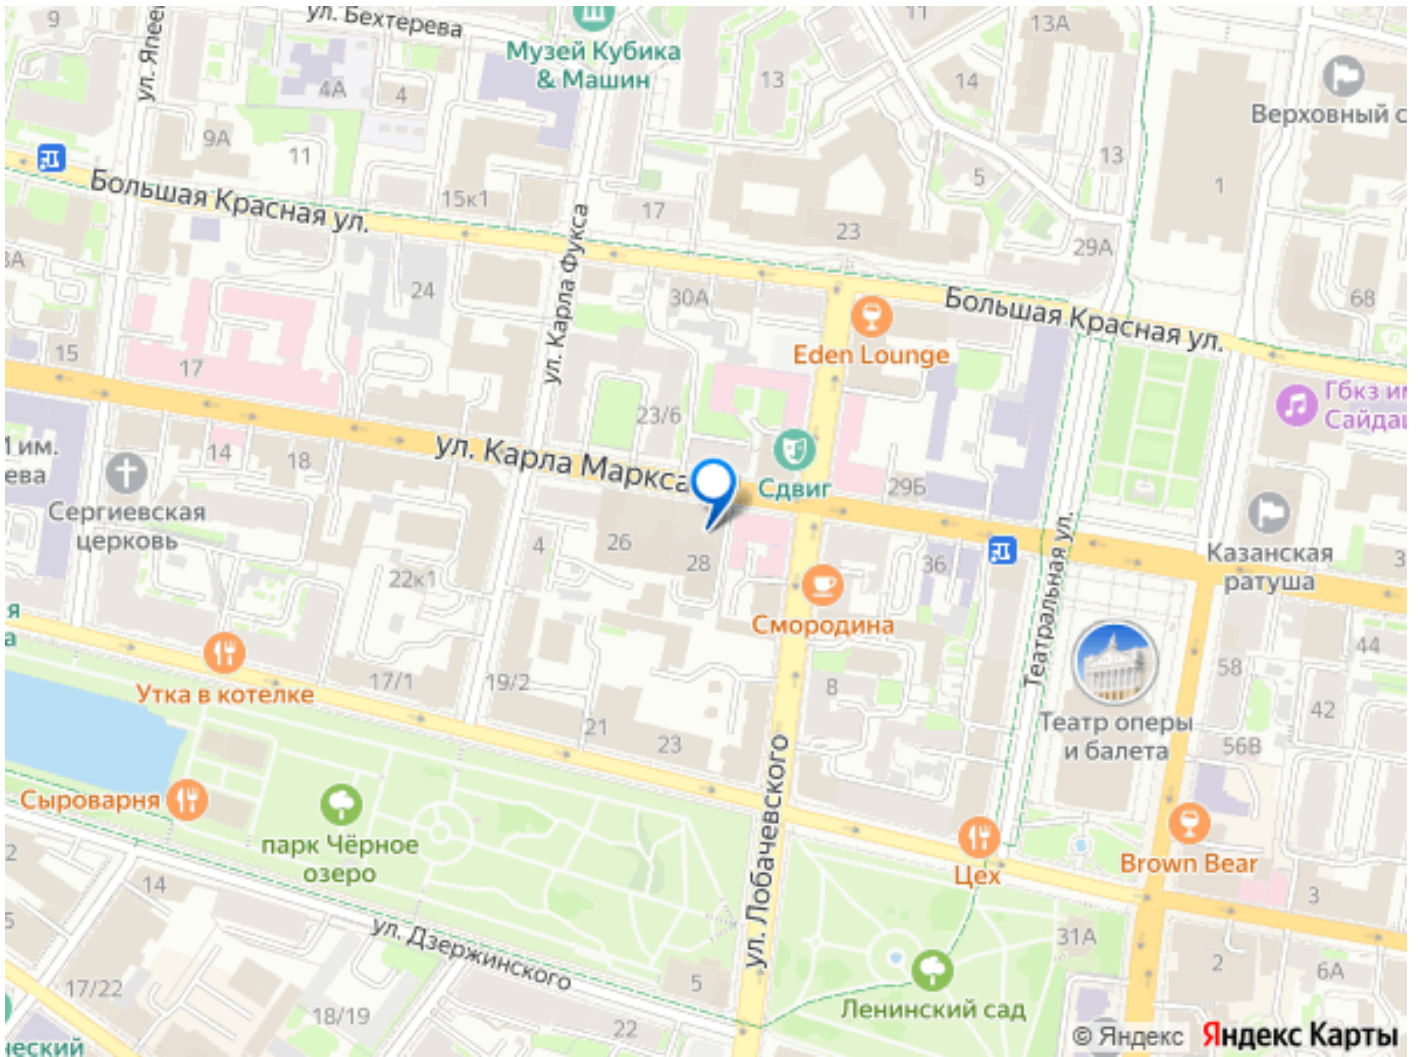 9
ул. Бехтерева
11
13А
Музей Кубика
& Машин
13
14
Верховный с
ул. Япее
4А
4
9А
11
13
5
1
Большая Красная ул.
15к1
17
23
29А
3А
24
ул. Карла Фукса
30А
Большая Красная ул.
68
15
17
Eden Lounge
23/6
Гбкз им
Сайдаш
ул. Карла Маркса
1 им.
ева
14
18
Сдвиг
29Б
Сергиевская
церковь
Казанская
ратуша
3
4
26
28
36
22к1
Театральная ул.
Смородина
я
а
44
58
Утка в котелке
17/1
19/2
8
42
Театр оперы
и балета
21
23
56В
Сыроварня
ул. Лобачевского
парк Чёрное
озеро
Цех
Brown Bear
2
14
3
5
ул. Дзержинского
31А
2
6А
17/22
5
18/19
22
Ленинский сад
ческий
© Яндекс Яндекс Карты